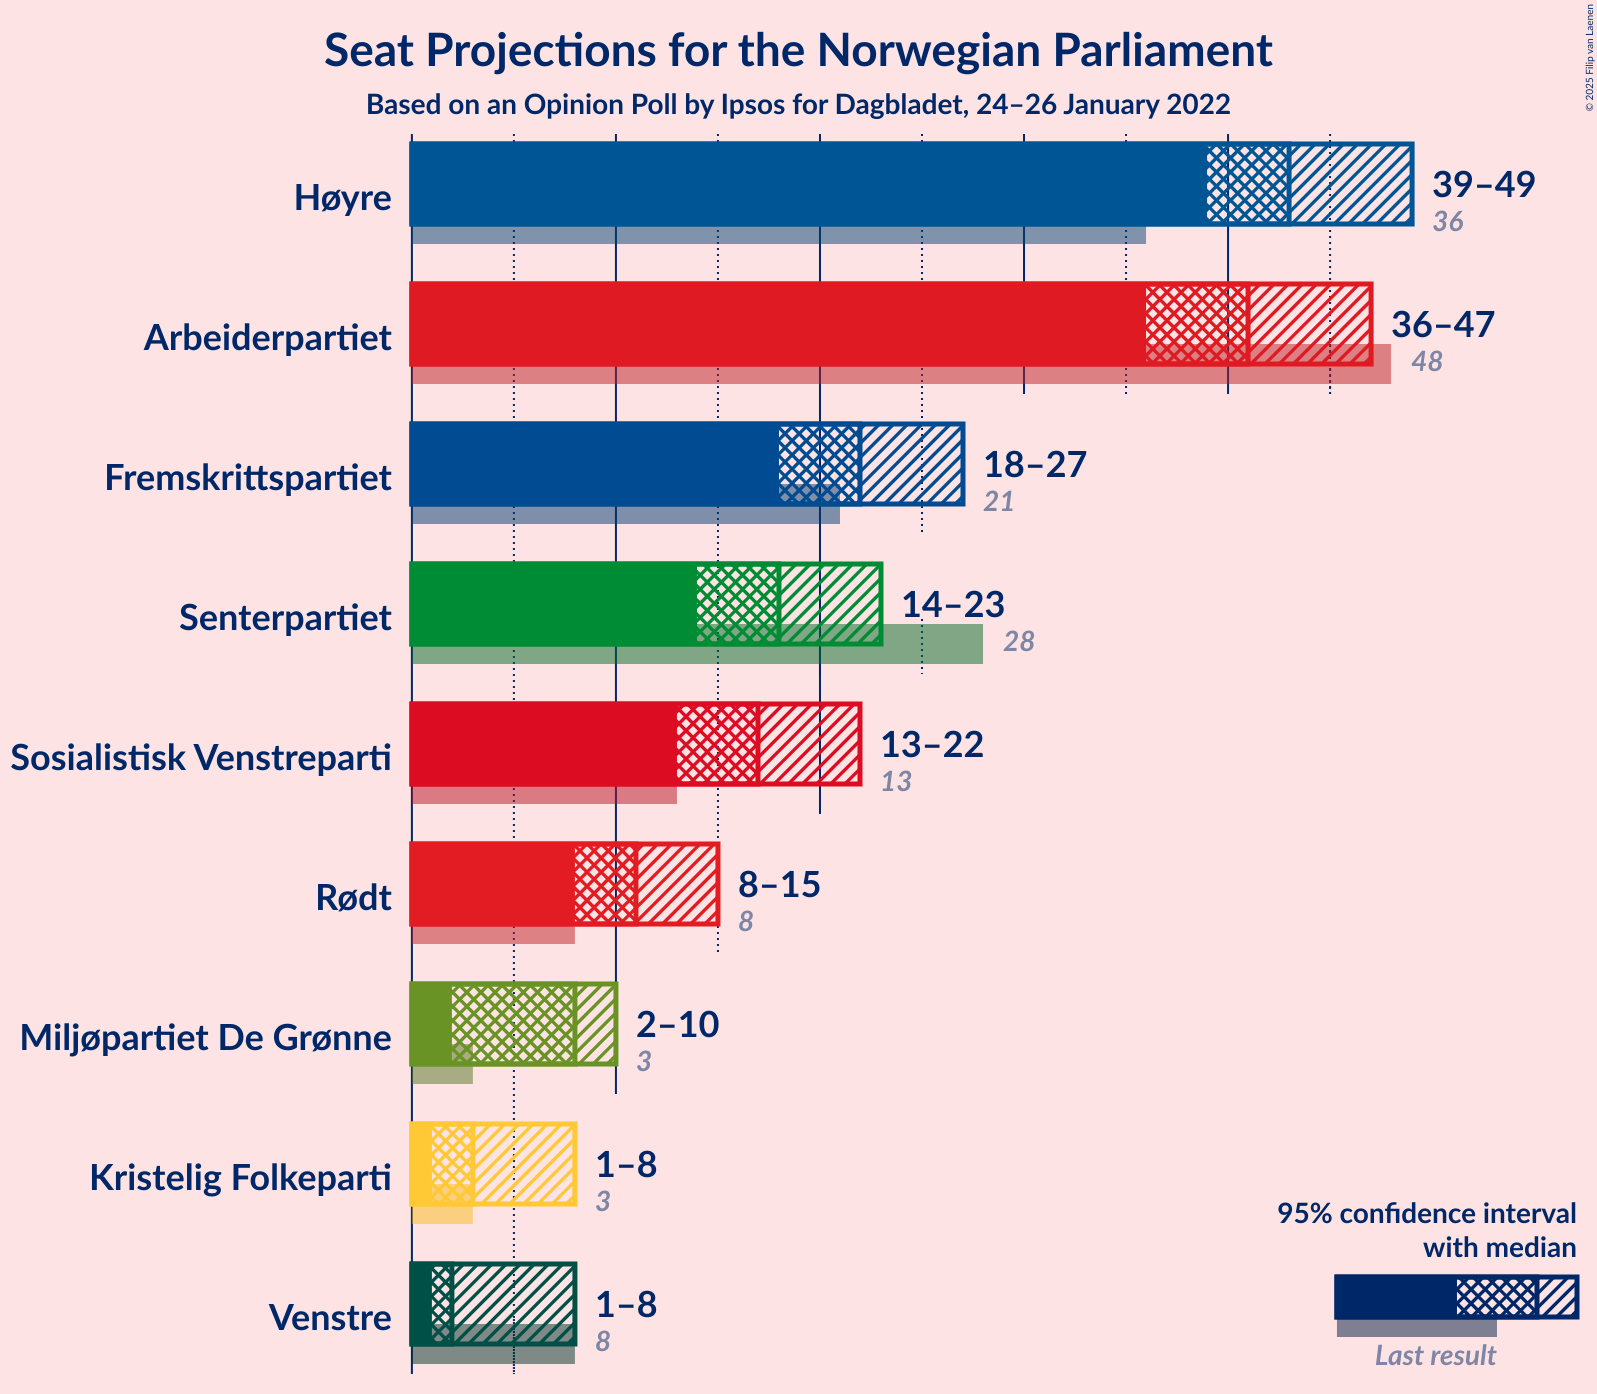 Seat Projections for the Norwegian Parliament
Based on an Opinion Poll by Ipsos for Dagbladet, 24–26 January 2022
© 2025 Filip van Laenen
Høyre
39–49
36
Arbeiderpartiet
36–47
48
Fremskrittspartiet
18–27
21
Senterpartiet
14–23
28
Sosialistisk Venstreparti
13–22
13
Rødt
8–15
8
Miljøpartiet De Grønne
2–10
3
Kristelig Folkeparti
1–8
3
Venstre
1–8
8
95% confidence interval
with median
Last result